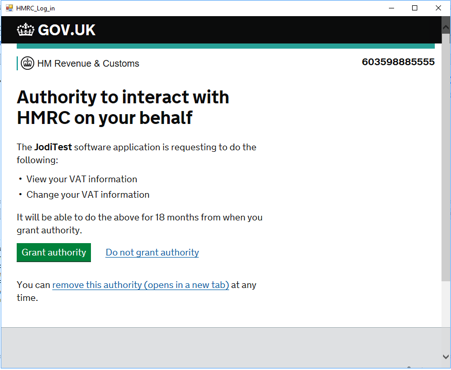 HMRC_Log_in
GOV.UK
HM Revenue & Customs
603598885555
Authority to interact with
HMRC on your behalf
The JodiTest software application is requesting to do the
following:
• View your VAT information
• Change your VAT information
It will be able to do the above for 18 months from when you
grant authority.
Grant authority
Do not grant authority
You can remove this authority (opens in a new tab) at any
time.